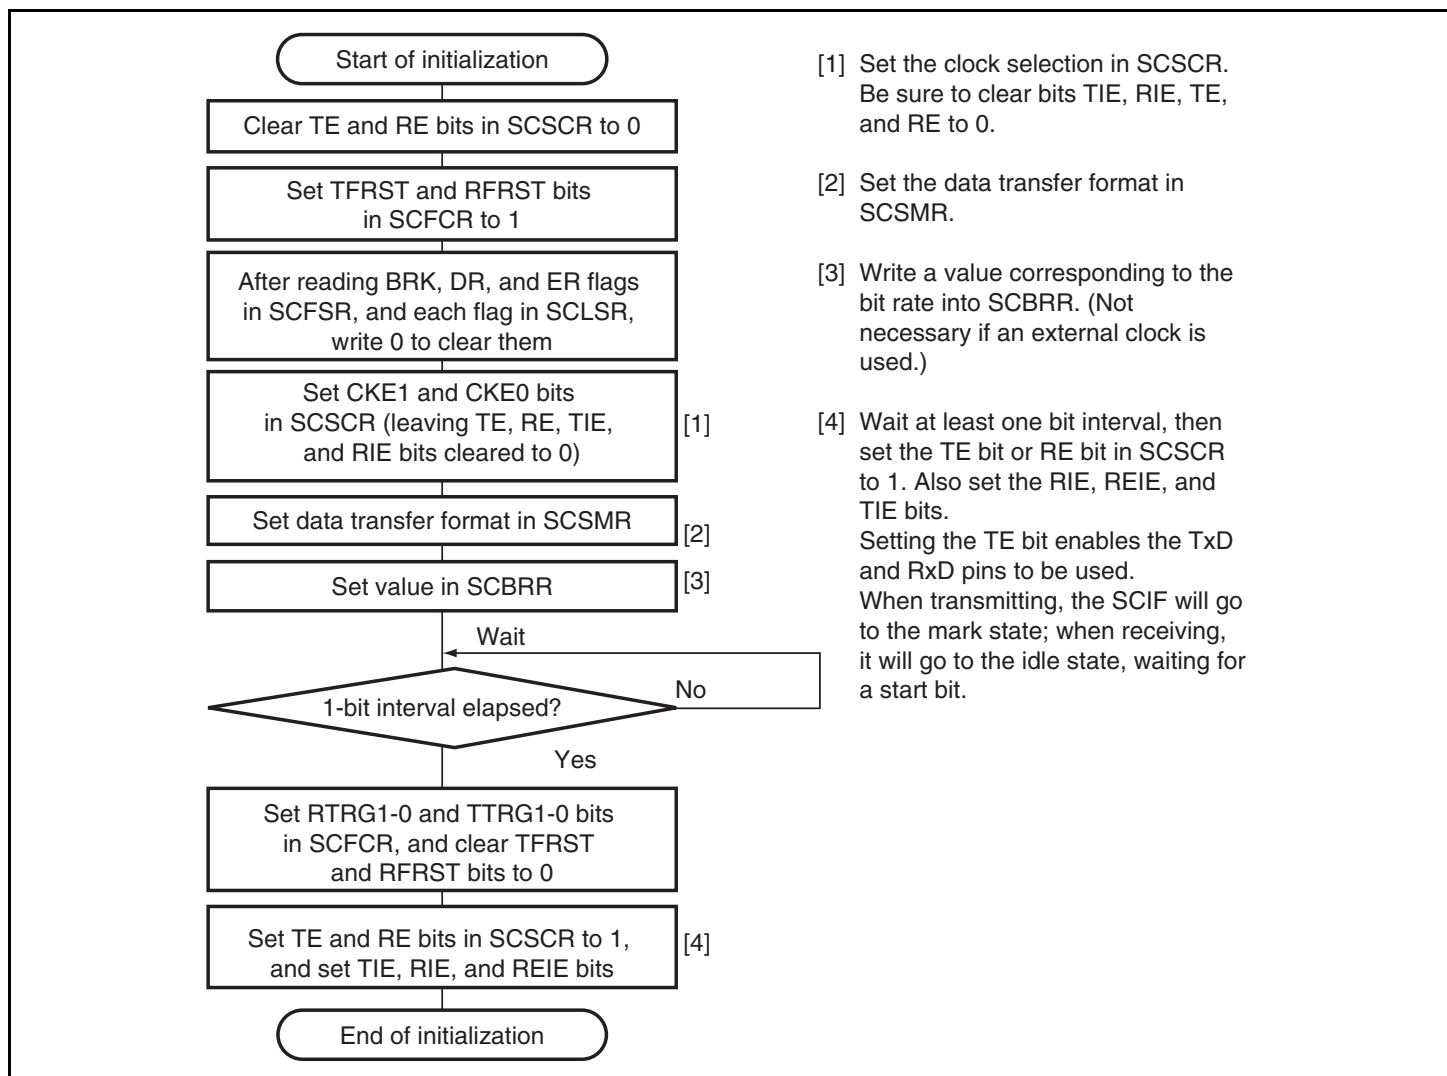 Start of initialization
Clear TE and RE bits in SCSCR to 0
Set TFRST and RFRST bits
in SCFCR to 1
After reading BRK, DR, and ER flags
in SCFSR, and each flag in SCLSR,
write 0 to clear them
Set CKE1 and CKE0 bits
in SCSCR (leaving TE, RE, TIE,
and RIE bits cleared to 0)
[1]
Set data transfer format in SCSMR
[2]
Set value in SCBRR
[3]
Wait
1-bit interval elapsed?
No
Yes
Set RTRG1-0 and TTRG1-0 bits
in SCFCR, and clear TFRST
and RFRST bits to 0
Set TE and RE bits in SCSCR to 1,
and set TIE, RIE, and REIE bits
[4]
End of initialization
[1] Set the clock selection in SCSCR.
Be sure to clear bits TIE, RIE, TE,
and RE to 0.
[2] Set the data transfer format in
SCSMR.
[3] Write a value corresponding to the
bit rate into SCBRR. (Not
necessary if an external clock is
used.)
[4] Wait at least one bit interval, then
set the TE bit or RE bit in SCSCR
to 1. Also set the RIE, REIE, and
TIE bits.
Setting the TE bit enables the TxD
and RxD pins to be used.
When transmitting, the SCIF will go
to the mark state; when receiving,
it will go to the idle state, waiting for
a start bit.